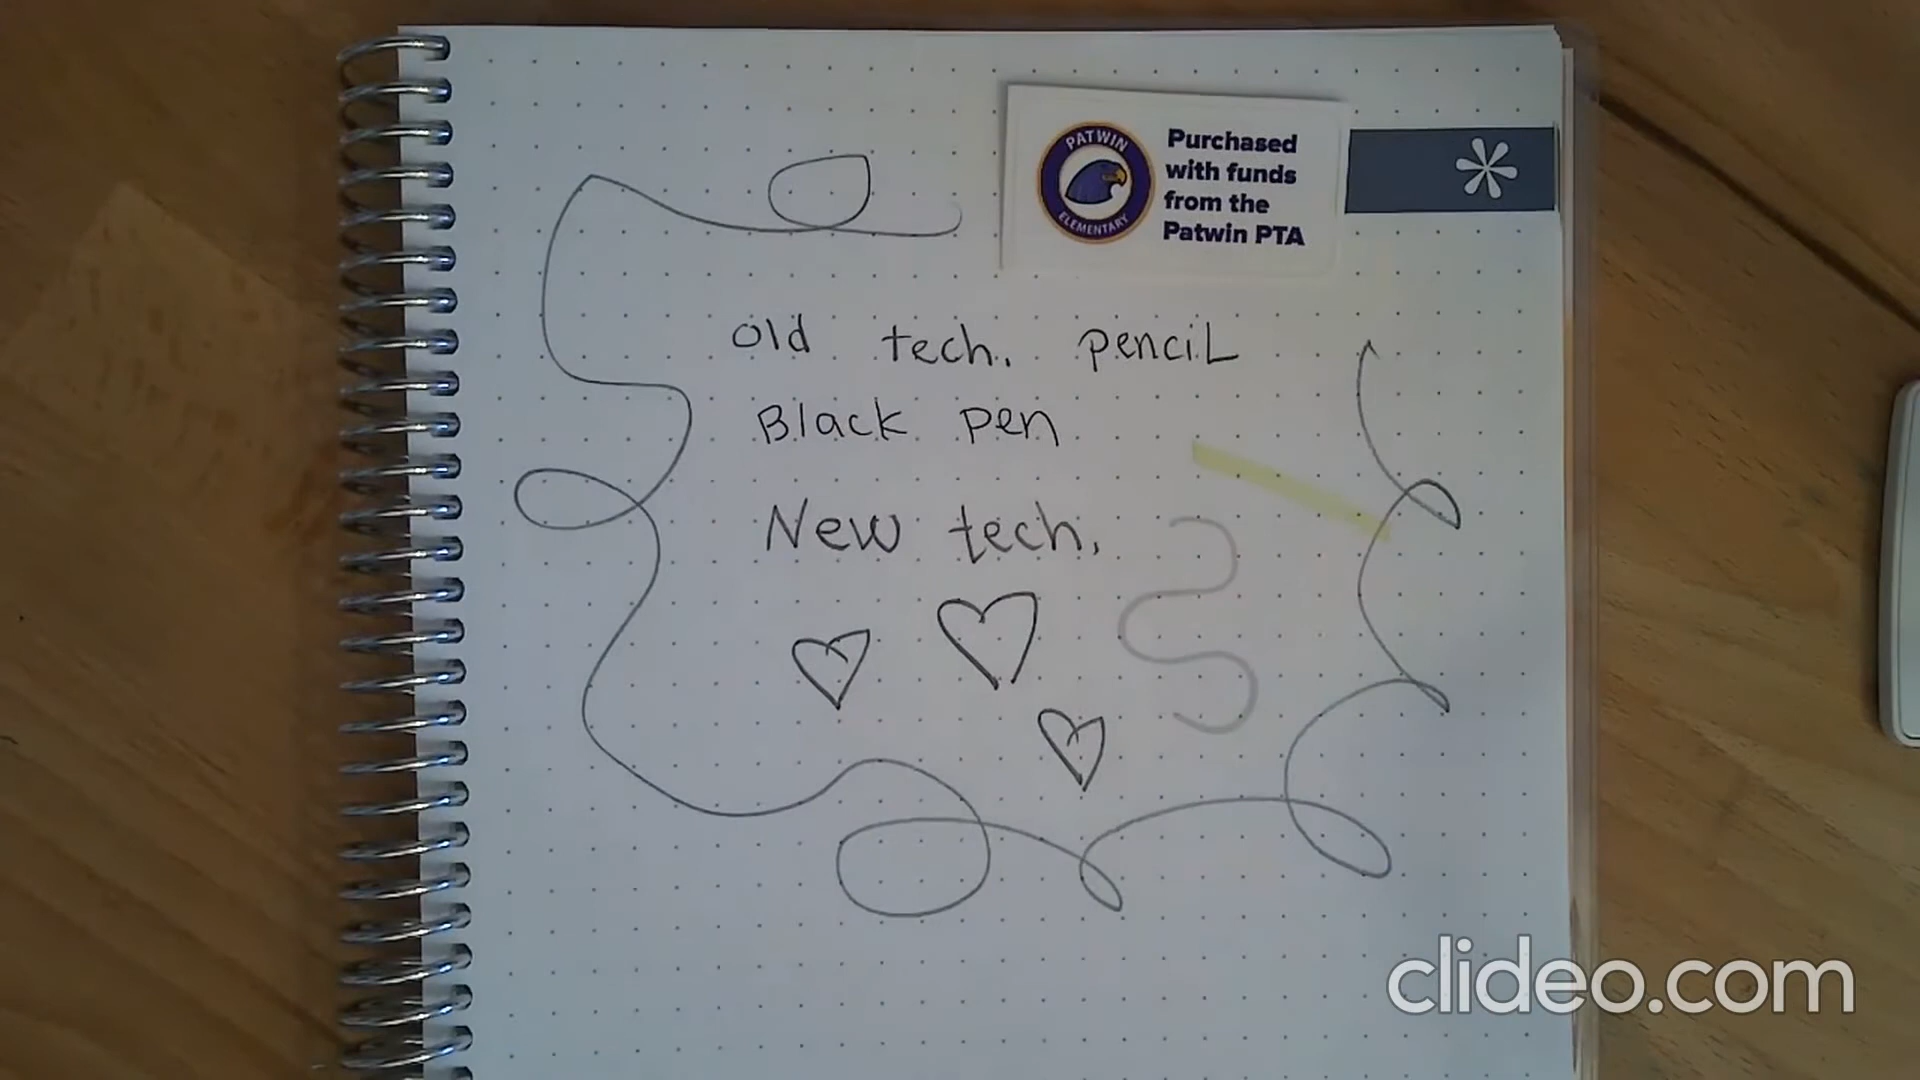 PATWIN
ELEMENTARY
Purchased
with funds
from the
Patwin PTA
old tech. penciL
Black pen
New tech.
clideo.com